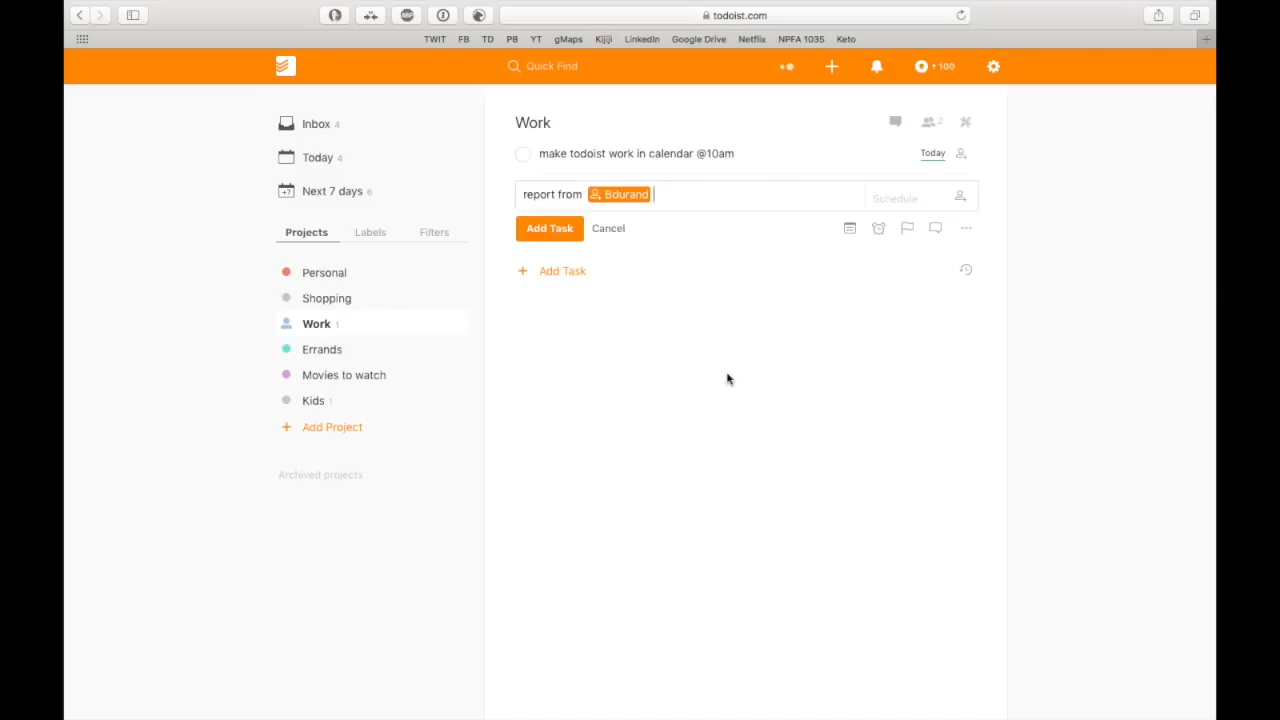 todoist.com
TWIT FB TD PB YT gMaps Kijiji LinkedIn Google Drive Netflix NPFA 1035 Keto
Quick Find
100
Inbox 4
Today 4
Next 7 days 6
Projects Labels Filters
Personal
Shopping
Work 1
Errands
Movies to watch
Kids 1
+ Add Project
Archived projects
Work
2
make todoist work in calendar @10am
Today
report from Bdurand
Schedule
Add Task Cancel
+ Add Task